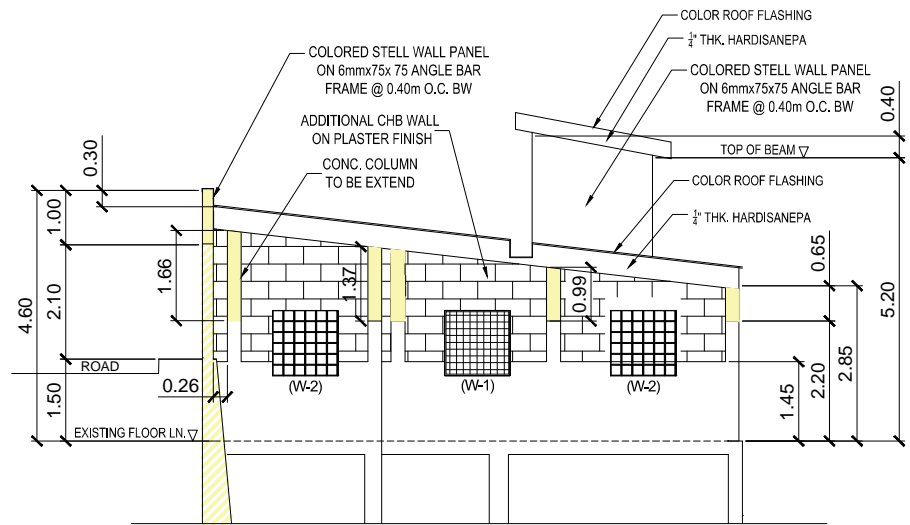 COLOR ROOF FLASHING
1/4" THK. HARDISANEPA
COLORED STELL WALL PANEL
ON 6mmx75x 75 ANGLE BAR
FRAME @ 0.40m O.C. BW
COLORED STELL WALL PANEL
ON 6mmx75x75 ANGLE BAR
FRAME @ 0.40m O.C. BW
0.40
ADDITIONAL CHB WALL
ON PLASTER FINISH
TOP OF BEAM
0.30
CONC. COLUMN
TO BE EXTEND
COLOR ROOF FLASHING
1/4" THK. HARDISANEPA
1.00
1.66
1.37
0.99
0.65
4.60
2.10
5.20
2.85
2.20
ROAD
0.26
(W-2)
(W-1)
(W-2)
1.50
1.45
EXISTING FLOOR LN.